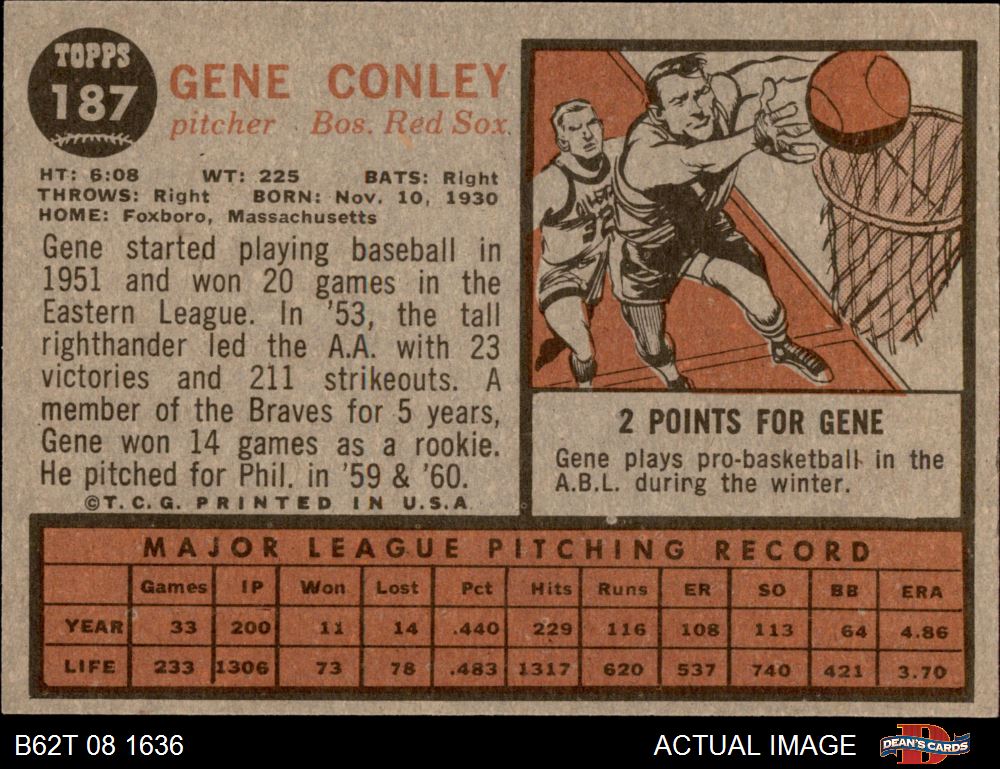 TOPPS
187
GENE CONLEY
pitcher Bos. Red Sox
HT: 6:08 WT: 225 BATS: Right
THROWS: Right BORN: Nov. 10, 1930
HOME: Foxboro, Massachusetts
Gene started playing baseball in
1951 and won 20 games in the
Eastern League. In '53, the tall
righthander led the A.A. with 23
victories and 211 strikeouts. A
member of the Braves for 5 years,
Gene won 14 games as a rookie.
He pitched for Phil. in '59 & '60.
©T.C.G. PRINTED IN U.S.A.
32
2 POINTS FOR GENE
Gene plays pro-basketball in the
A.B.L. during the winter.
MAJOR LEAGUE PITCHING RECORD
Games IP Won Lost Pct Hits Runs ER SO BB ERA
YEAR 33 200 11 14 .440 229 116 108 113 64 4.86
LIFE 233 1306 73 78 .483 1317 620 537 740 421 3.70
B62T 08 1636 ACTUAL IMAGE DEAN'S CARDS